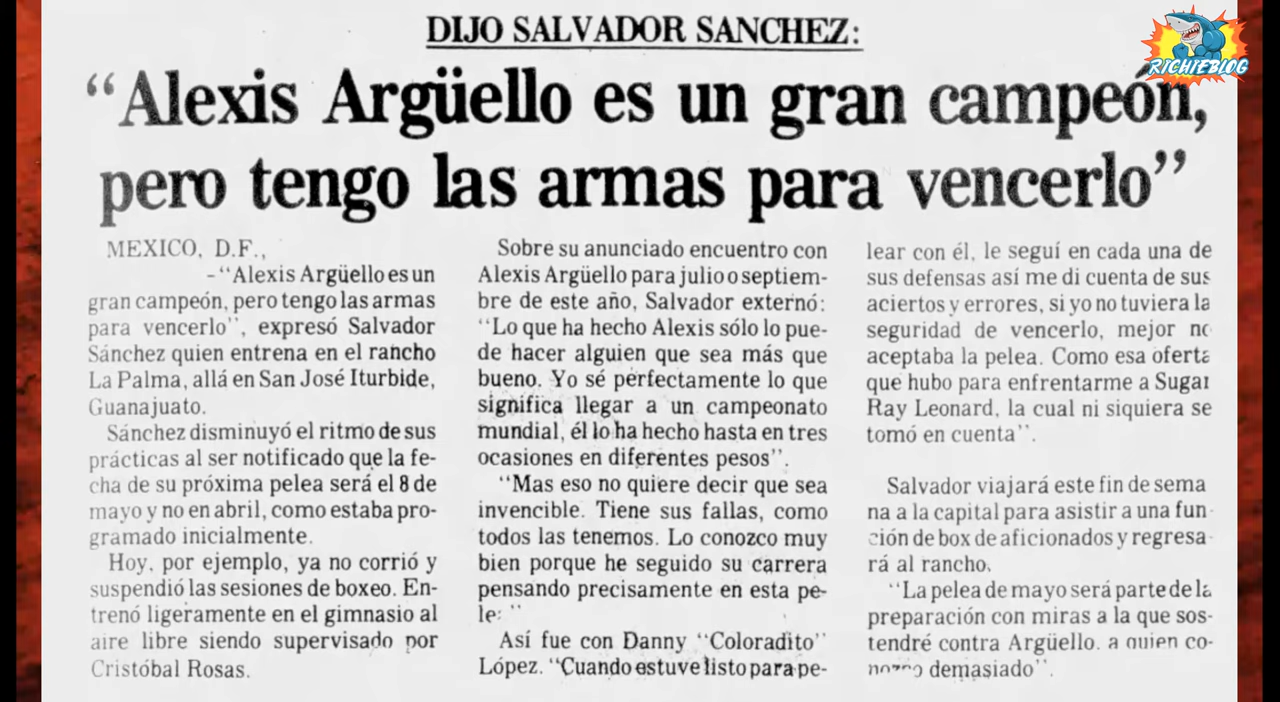 DIJO SALVADOR SANCHEZ:
“Alexis Argüello es un gran campeón,
pero tengo las armas para vencerlo”
MEXICO, D.F.,
-“Alexis Argüello es un
gran campeón, pero tengo las armas
para vencerlo”, expresó Salvador
Sánchez quien entrena en el rancho
La Palma, allá en San José Iturbide,
Guanajuato.
Sánchez disminuyó el ritmo de sus
prácticas al ser notificado que la fe-
cha de su próxima pelea será el 8 de
mayo y no en abril, como estaba pro-
gramado inicialmente.
Hoy, por ejemplo, ya no corrió y
suspendió las sesiones de boxeo. En-
trenó ligeramente en el gimnasio al
aire libre siendo supervisado por
Cristóbal Rosas.
Sobre su anunciado encuentro con
Alexis Argüello para julio o septiem-
bre de este año, Salvador externó:
“Lo que ha hecho Alexis sólo lo pue-
de hacer alguien que sea más que
bueno. Yo sé perfectamente lo que
significa llegar a un campeonato
mundial, él lo ha hecho hasta en tres
ocasiones en diferentes pesos”.
“Mas eso no quiere decir que sea
invencible. Tiene sus fallas, como
todos las tenemos. Lo conozco muy
bien porque he seguido su carrera
pensando precisamente en esta pe-
le: ”
Así fue con Danny “Coloradito”
López. “Cuando estuve listo para pe-
lear con él, le seguí en cada una de
sus defensas así me di cuenta de sus
aciertos y errores, si yo no tuviera la
seguridad de vencerlo, mejor no
aceptaba la pelea. Como esa oferta
que hubo para enfrentarme a Sugar
Ray Leonard, la cual ni siquiera se
tomó en cuenta”.
Salvador viajará este fin de sema
na a la capital para asistir a una fun-
ción de box de aficionados y regresa-
rá al rancho.
“La pelea de mayo será parte de la
preparación con miras a la que sos-
tendré contra Argüello, a quien co-
demasiado”.
RICHIEBLOG